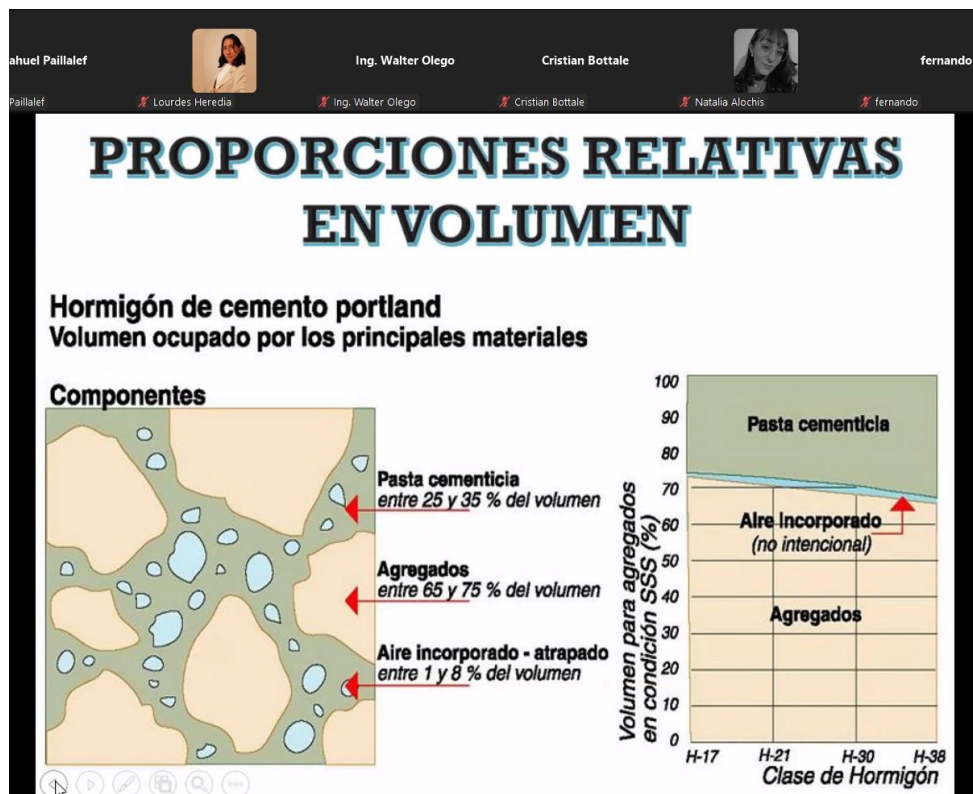 ahuel Paillalef
Ing. Walter Olego
Cristian Bottale
fernando
Paillalef
Lourdes Heredia
Ing. Walter Olego
Cristian Bottale
Natalia Alochis
fernando
PROPORCIONES RELATIVAS
EN VOLUMEN
Hormigón de cemento portland
Volumen ocupado por los principales materiales
Componentes
Pasta cementicia
entre 25 y 35 % del volumen
Agregados
entre 65 y 75 % del volumen
Aire incorporado - atrapado
entre 1 y 8 % del volumen
Volumen para agregados
en condición SSS (%)
100
90
80
70
60
50
40
30
20
10
0
Pasta cementicia
Aire Incorporado
(no intencional)
Agregados
H-17
H-21
H-30
H-38
Clase de Hormigón